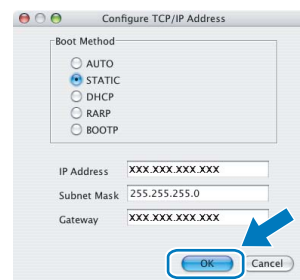 Configure TCP/IP Address
Boot Method
AUTO
STATIC
DHCP
RARP
BOOTP
IP Address XXX.XXX.XXX.XXX
Subnet Mask 255.255.255.0
Gateway XXX.XXX.XXX.XXX
OK Cancel